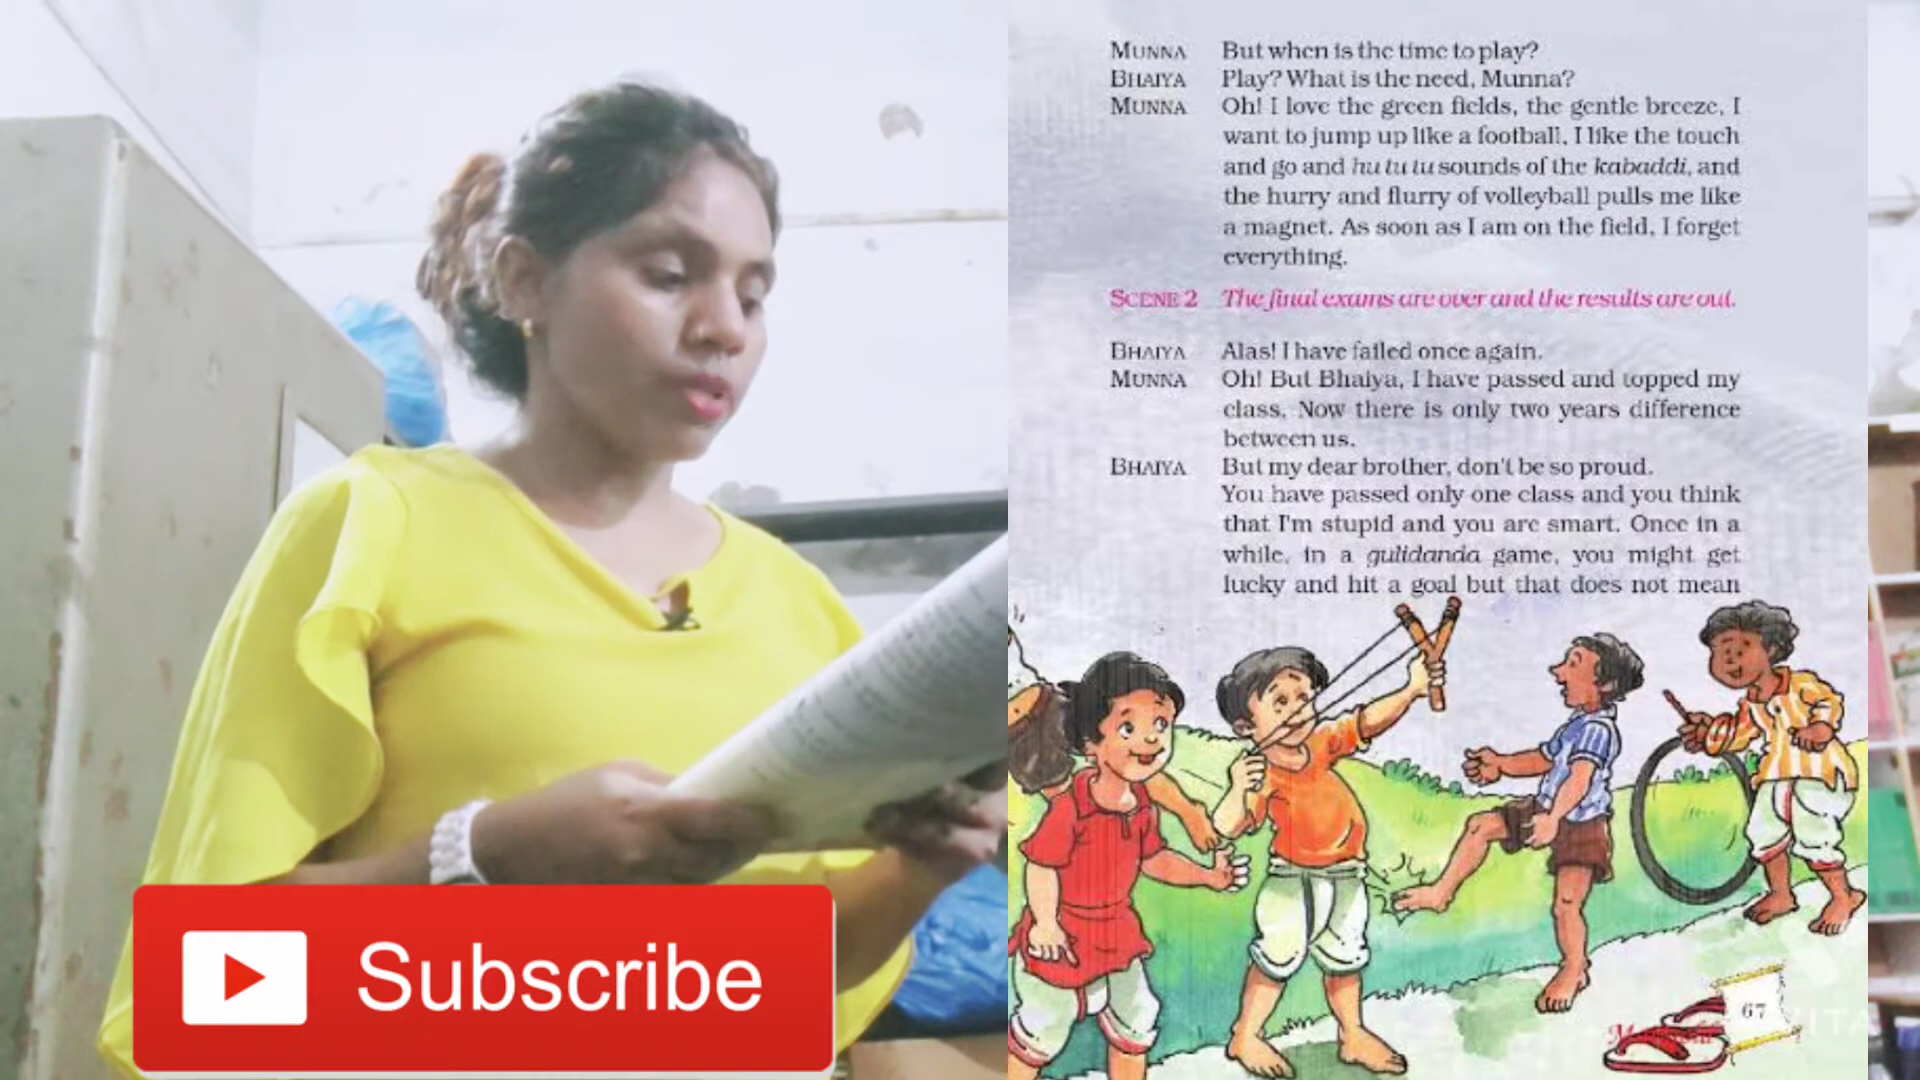 MUNNA But when is the time to play?
BHAIYA Play? What is the need, Munna?
MUNNA Oh! I love the green fields, the gentle breeze, I
want to jump up like a football, I like the touch
and go and hu tu tu sounds of the kabaddi, and
the hurry and flurry of volleyball pulls me like
a magnet. As soon as I am on the field, I forget
everything.
SCENE 2 The final exams are over and the results are out.
BHAIYA Alas! I have failed once again.
MUNNA Oh! But Bhaiya, I have passed and topped my
class. Now there is only two years difference
between us.
BHAIYA But my dear brother, don't be so proud.
You have passed only one class and you think
that I'm stupid and you are smart. Once in a
while, in a gulidanda game, you might get
lucky and hit a goal but that does not mean
67
Subscribe